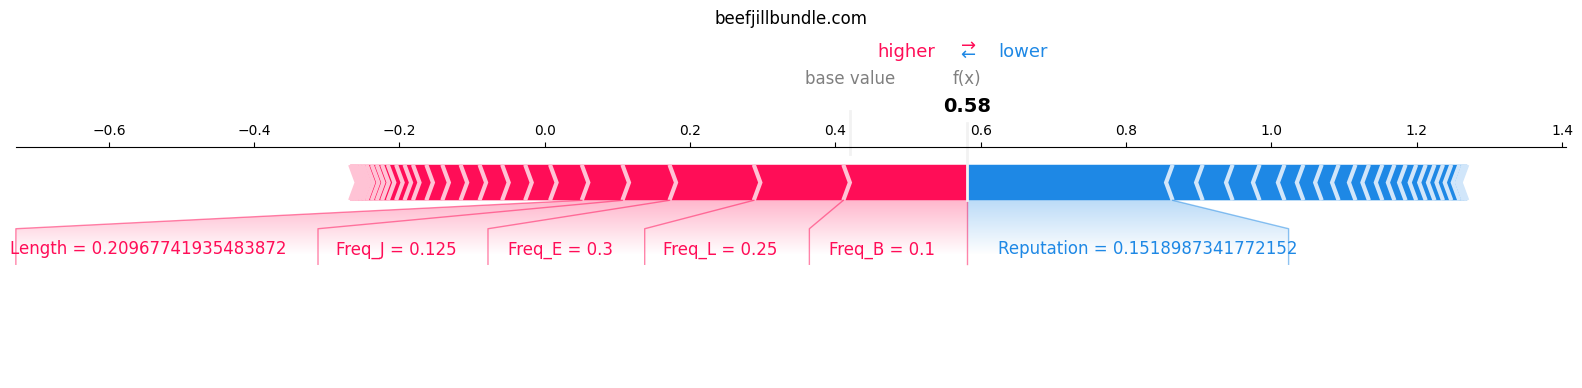 beefjillbundle.com
higher ⇄ lower
base value f(x)
0.58
−0.6 −0.4 −0.2 0.0 0.2 0.4 0.6 0.8 1.0 1.2 1.4
Length = 0.20967741935483872 Freq_J = 0.125 Freq_E = 0.3 Freq_L = 0.25 Freq_B = 0.1 Reputation = 0.1518987341772152